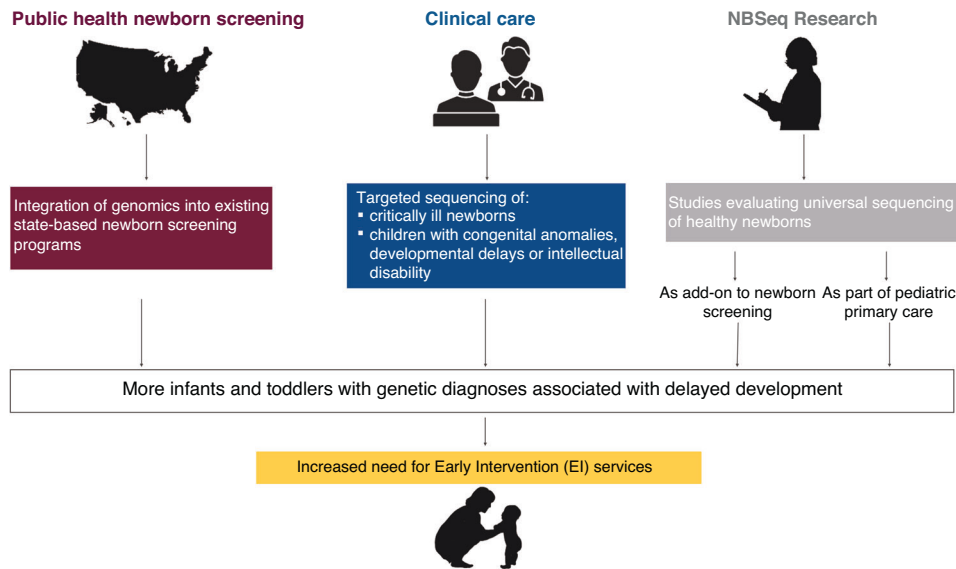 Public health newborn screening
Clinical care
NBSeq Research
Integration of genomics into existing
state-based newborn screening
programs
Targeted sequencing of:
▪ critically ill newborns
▪ children with congenital anomalies,
developmental delays or intellectual
disability
Studies evaluating universal sequencing
of healthy newborns
As add-on to newborn
screening
As part of pediatric
primary care
More infants and toddlers with genetic diagnoses associated with delayed development
Increased need for Early Intervention (EI) services